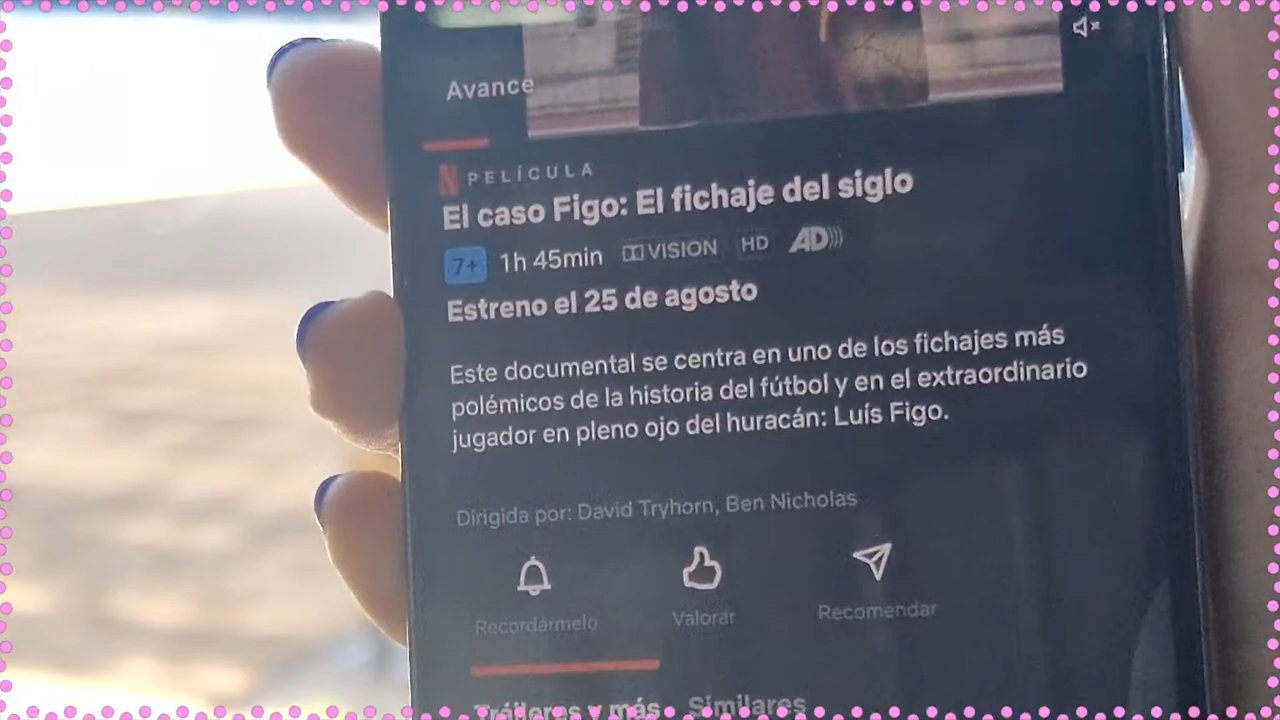 Avance
N PELÍCULA
El caso Figo: El fichaje del siglo
7+ 1h 45min VISION HD AD
Estreno el 25 de agosto
Este documental se centra en uno de los fichajes más
polémicos de la historia del fútbol y en el extraordinario
jugador en pleno ojo del huracán: Luís Figo.
Dirigida por: David Tryhorn, Ben Nicholas
Recordármelo Valorar Recomendar
Tráileres y más Similares